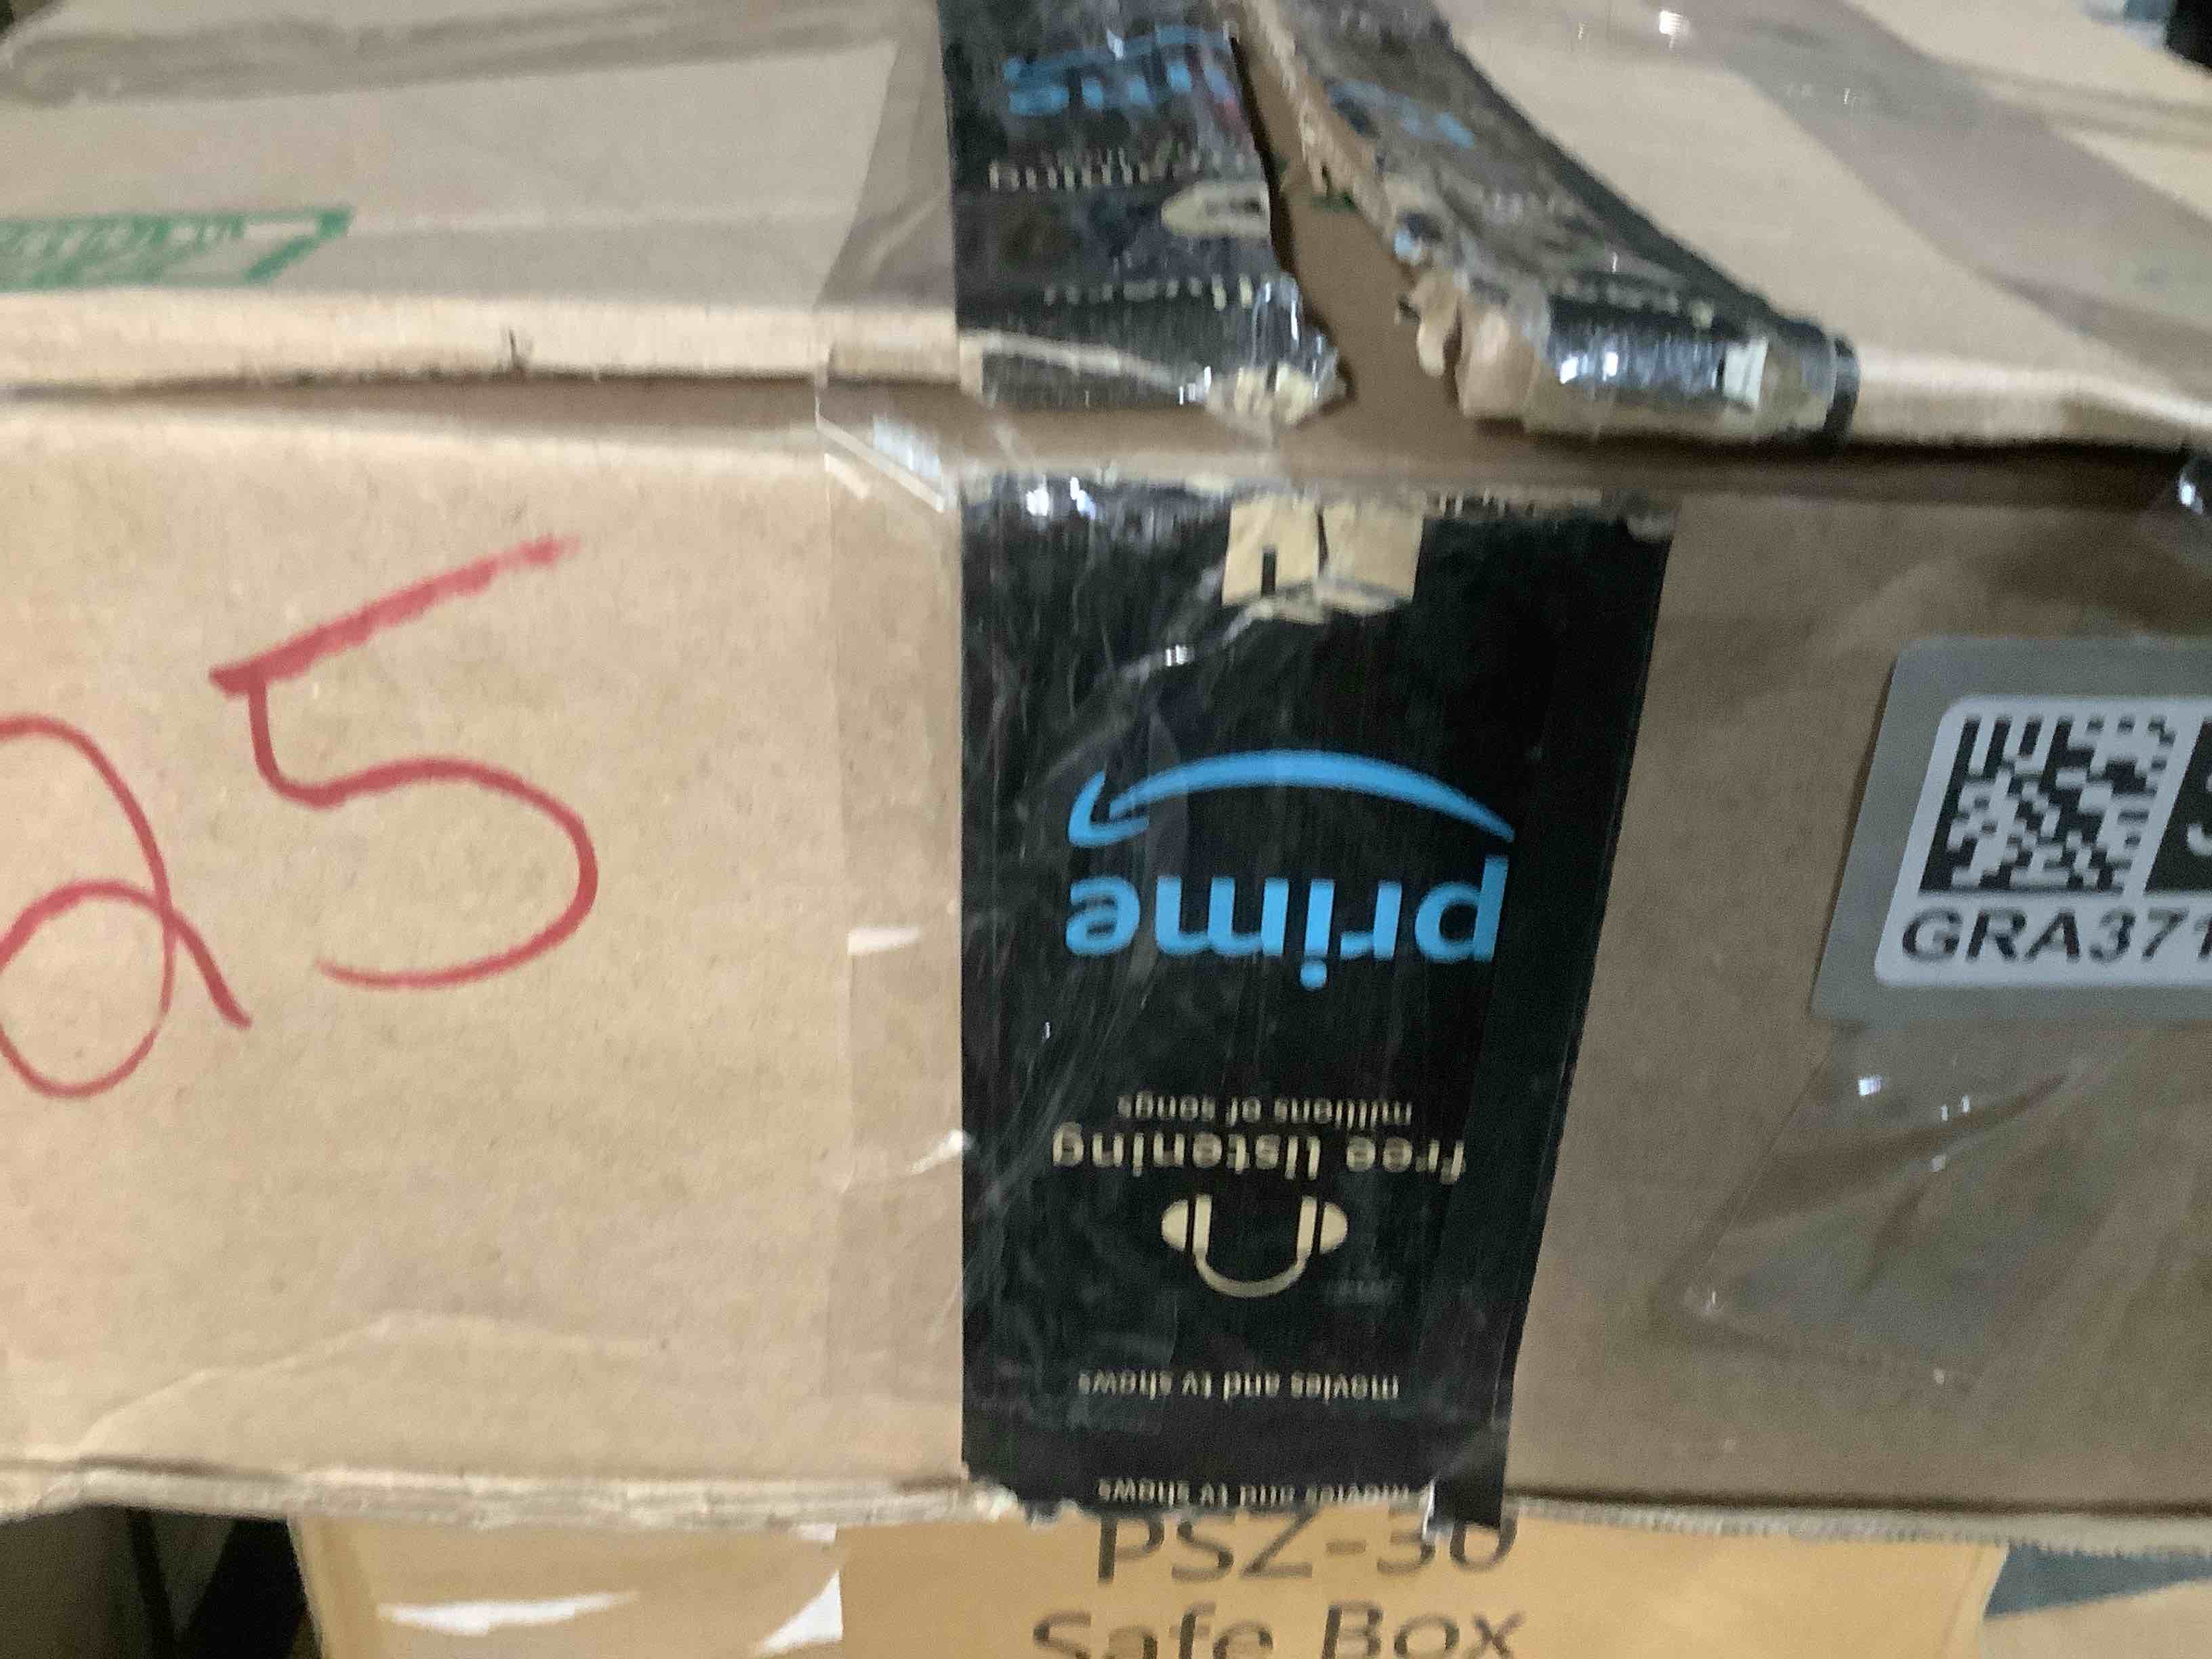 25
prime
millions of songs
free listening
movies and tv shows
movies and tv shows
GRA371
PSZ-30
Safe Box